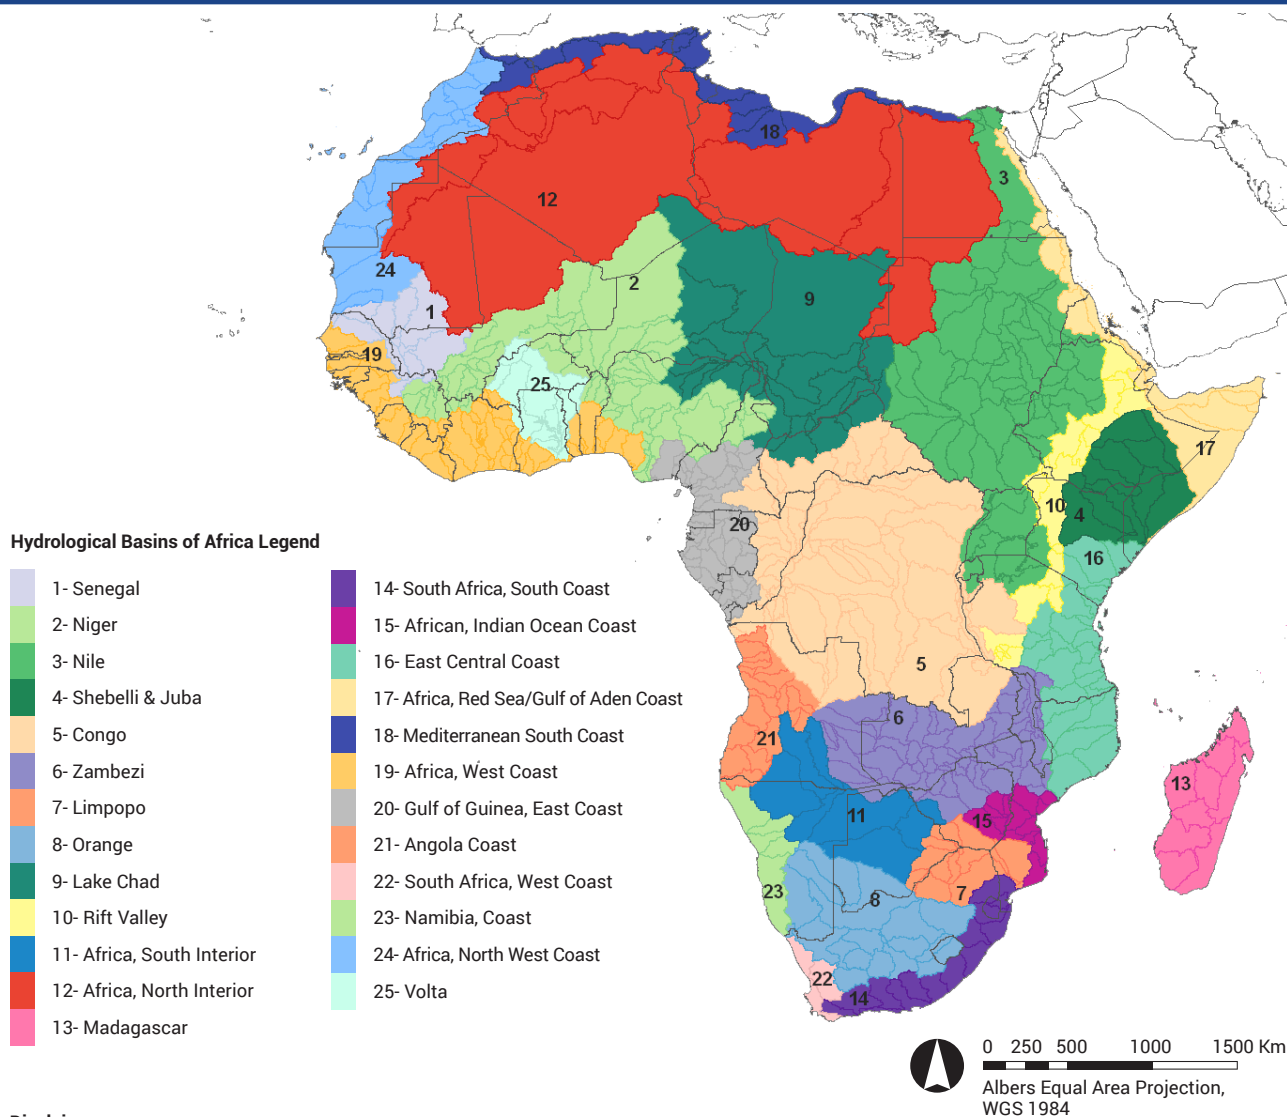 12
18
3
24
1
2
9
19
25
17
10
4
20
16
5
6
21
13
11
15
23
8
7
22
14
Hydrological Basins of Africa Legend
1- Senegal
2- Niger
3- Nile
4- Shebelli & Juba
5- Congo
6- Zambezi
7- Limpopo
8- Orange
9- Lake Chad
10- Rift Valley
11- Africa, South Interior
12- Africa, North Interior
13- Madagascar
14- South Africa, South Coast
15- African, Indian Ocean Coast
16- East Central Coast
17- Africa, Red Sea/Gulf of Aden Coast
18- Mediterranean South Coast
19- Africa, West Coast
20- Gulf of Guinea, East Coast
21- Angola Coast
22- South Africa, West Coast
23- Namibia, Coast
24- Africa, North West Coast
25- Volta
0 250 500 1000 1500 Km
Albers Equal Area Projection,
WGS 1984